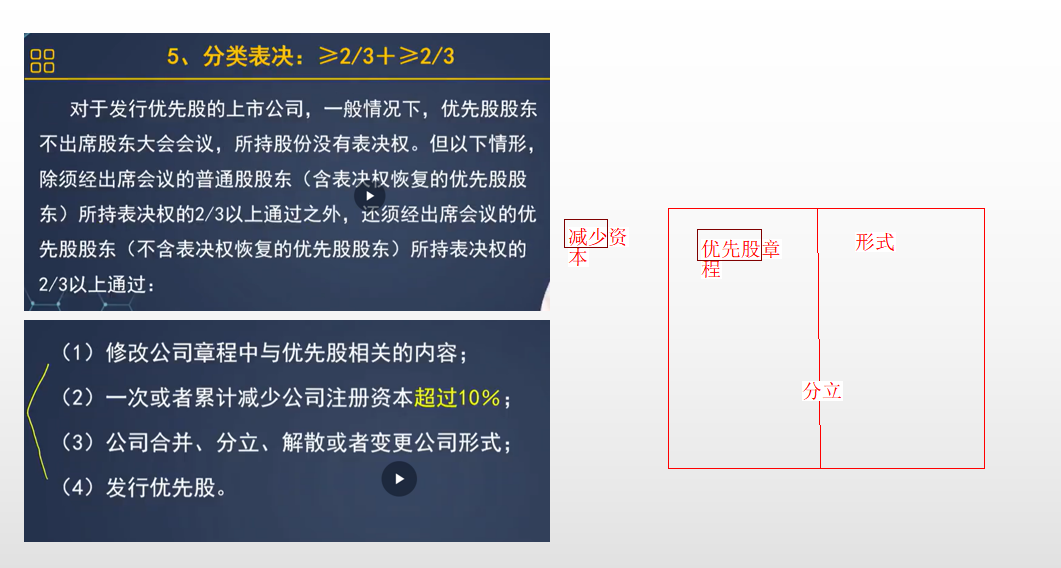 5、分类表决：≥2/3＋≥2/3
对于发行优先股的上市公司，一般情况下，优先股股东
不出席股东大会会议，所持股份没有表决权。但以下情形，
除须经出席会议的普通股股东（含表决权恢复的优先股股
东）所持表决权的2/3以上通过之外，还须经出席会议的优
先股股东（不含表决权恢复的优先股股东）所持表决权的
2/3以上通过：
（1）修改公司章程中与优先股相关的内容；
（2）一次或者累计减少公司注册资本超过10％；
（3）公司合并、分立、解散或者变更公司形式；
（4）发行优先股。
减少资
本
优先股章
程
形式
分立